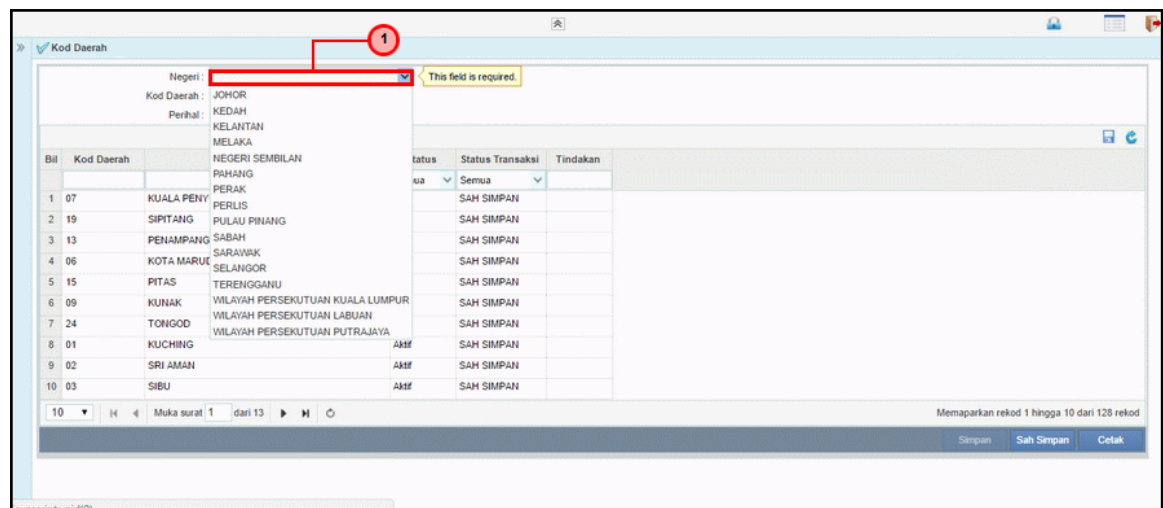 1
Kod Daerah
Negeri :
This field is required.
Kod Daerah :
Perihal :
JOHOR
KEDAH
KELANTAN
MELAKA
NEGERI SEMBILAN
PAHANG
PERAK
PERLIS
PULAU PINANG
SABAH
SARAWAK
SELANGOR
TERENGGANU
WILAYAH PERSEKUTUAN KUALA LUMPUR
WILAYAH PERSEKUTUAN LABUAN
WILAYAH PERSEKUTUAN PUTRAJAYA
Bil Kod Daerah tatus Status Transaksi Tindakan
ua Semua
1 07 KUALA PENY SAH SIMPAN
2 19 SIPITANG SAH SIMPAN
3 13 PENAMPANG SAH SIMPAN
4 06 KOTA MARUD SAH SIMPAN
5 15 PITAS SAH SIMPAN
6 09 KUNAK SAH SIMPAN
7 24 TONGOD SAH SIMPAN
8 01 KUCHING Aktif SAH SIMPAN
9 02 SRI AMAN Aktif SAH SIMPAN
10 03 SIBU Aktif SAH SIMPAN
10 Muka surat 1 dari 13 Memaparkan rekod 1 hingga 10 dari 128 rekod
Simpan Sah Simpan Cetak